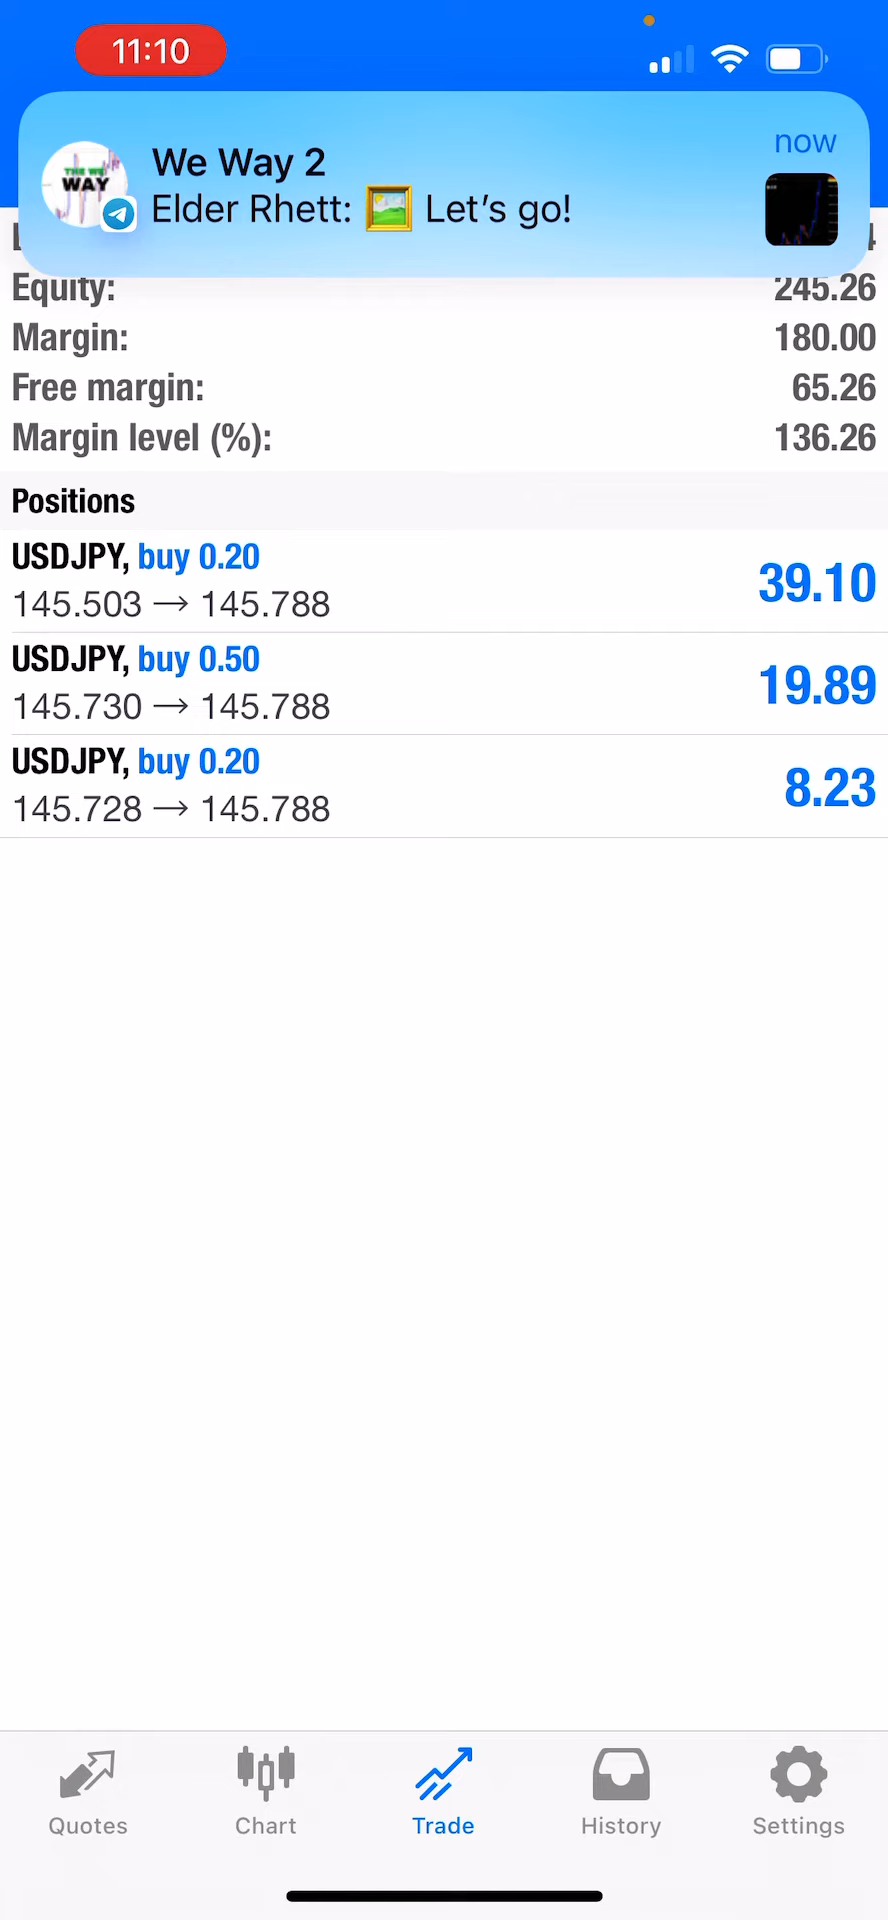 11:10
We Way 2
now
Elder Rhett: 🖼️ Let's go!
THE WE
WAY
Equity:
245.26
Margin:
180.00
Free margin:
65.26
Margin level (%):
136.26
Positions
USDJPY, buy 0.20
145.503 → 145.788
39.10
USDJPY, buy 0.50
145.730 → 145.788
19.89
USDJPY, buy 0.20
145.728 → 145.788
8.23
Quotes
Chart
Trade
History
Settings